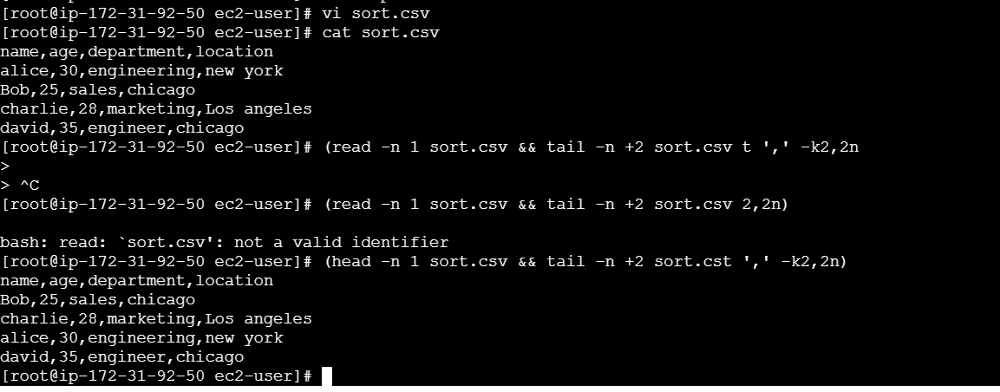 [root@ip-172-31-92-50 ec2-user]# vi sort.csv
[root@ip-172-31-92-50 ec2-user]# cat sort.csv
name,age,department,location
alice,30,engineering,new york
Bob,25,sales,chicago
charlie,28,marketing,Los angeles
david,35,engineer,chicago
[root@ip-172-31-92-50 ec2-user]# (read -n 1 sort.csv && tail -n +2 sort.csv t ',' -k2,2n
>
> ^C
[root@ip-172-31-92-50 ec2-user]# (read -n 1 sort.csv && tail -n +2 sort.csv 2,2n)
bash: read: `sort.csv': not a valid identifier
[root@ip-172-31-92-50 ec2-user]# (head -n 1 sort.csv && tail -n +2 sort.cst ',' -k2,2n)
name,age,department,location
Bob,25,sales,chicago
charlie,28,marketing,Los angeles
alice,30,engineering,new york
david,35,engineer,chicago
[root@ip-172-31-92-50 ec2-user]#